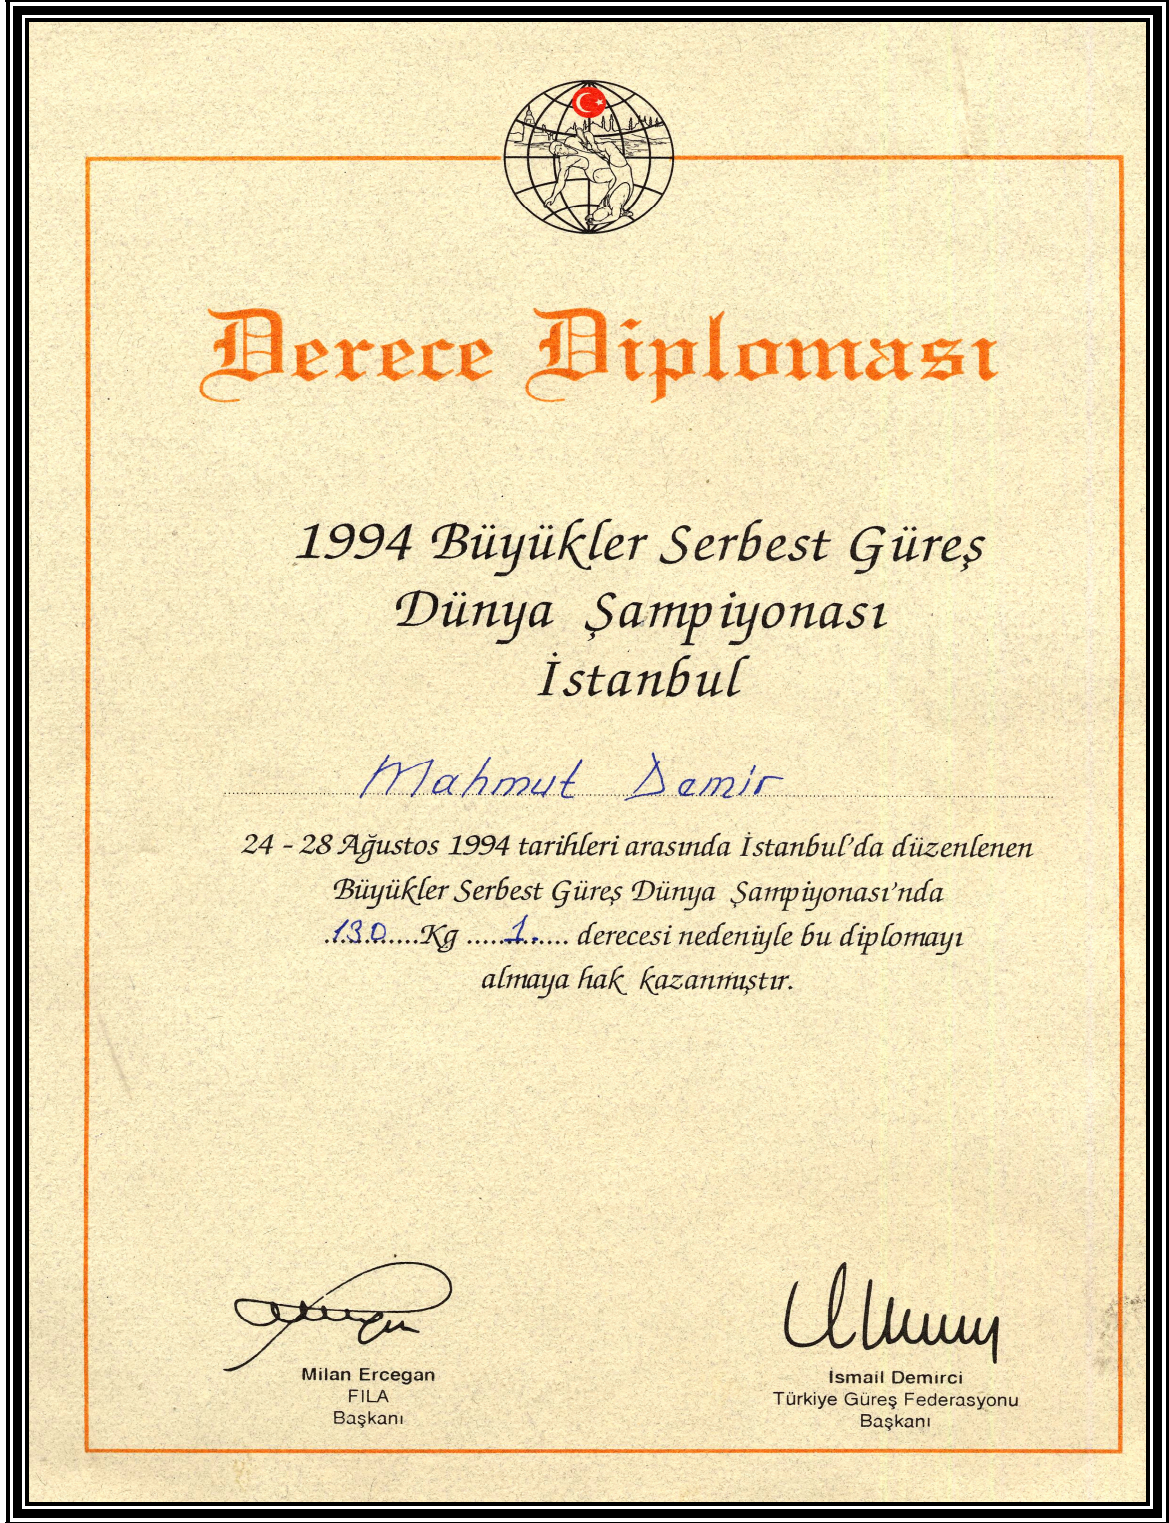 Derece Diploması
1994 Büyükler Serbest Güreş
Dünya Şampiyonası
İstanbul
Mahmut Demir
24 - 28 Ağustos 1994 tarihleri arasında İstanbul'da düzenlenen
Büyükler Serbest Güreş Dünya Şampiyonası'nda
130 Kg 1. derecesi nedeniyle bu diplomayı
almaya hak kazanmıştır.
Milan Ercegan
FILA
Başkanı
İsmail Demirci
Türkiye Güreş Federasyonu
Başkanı